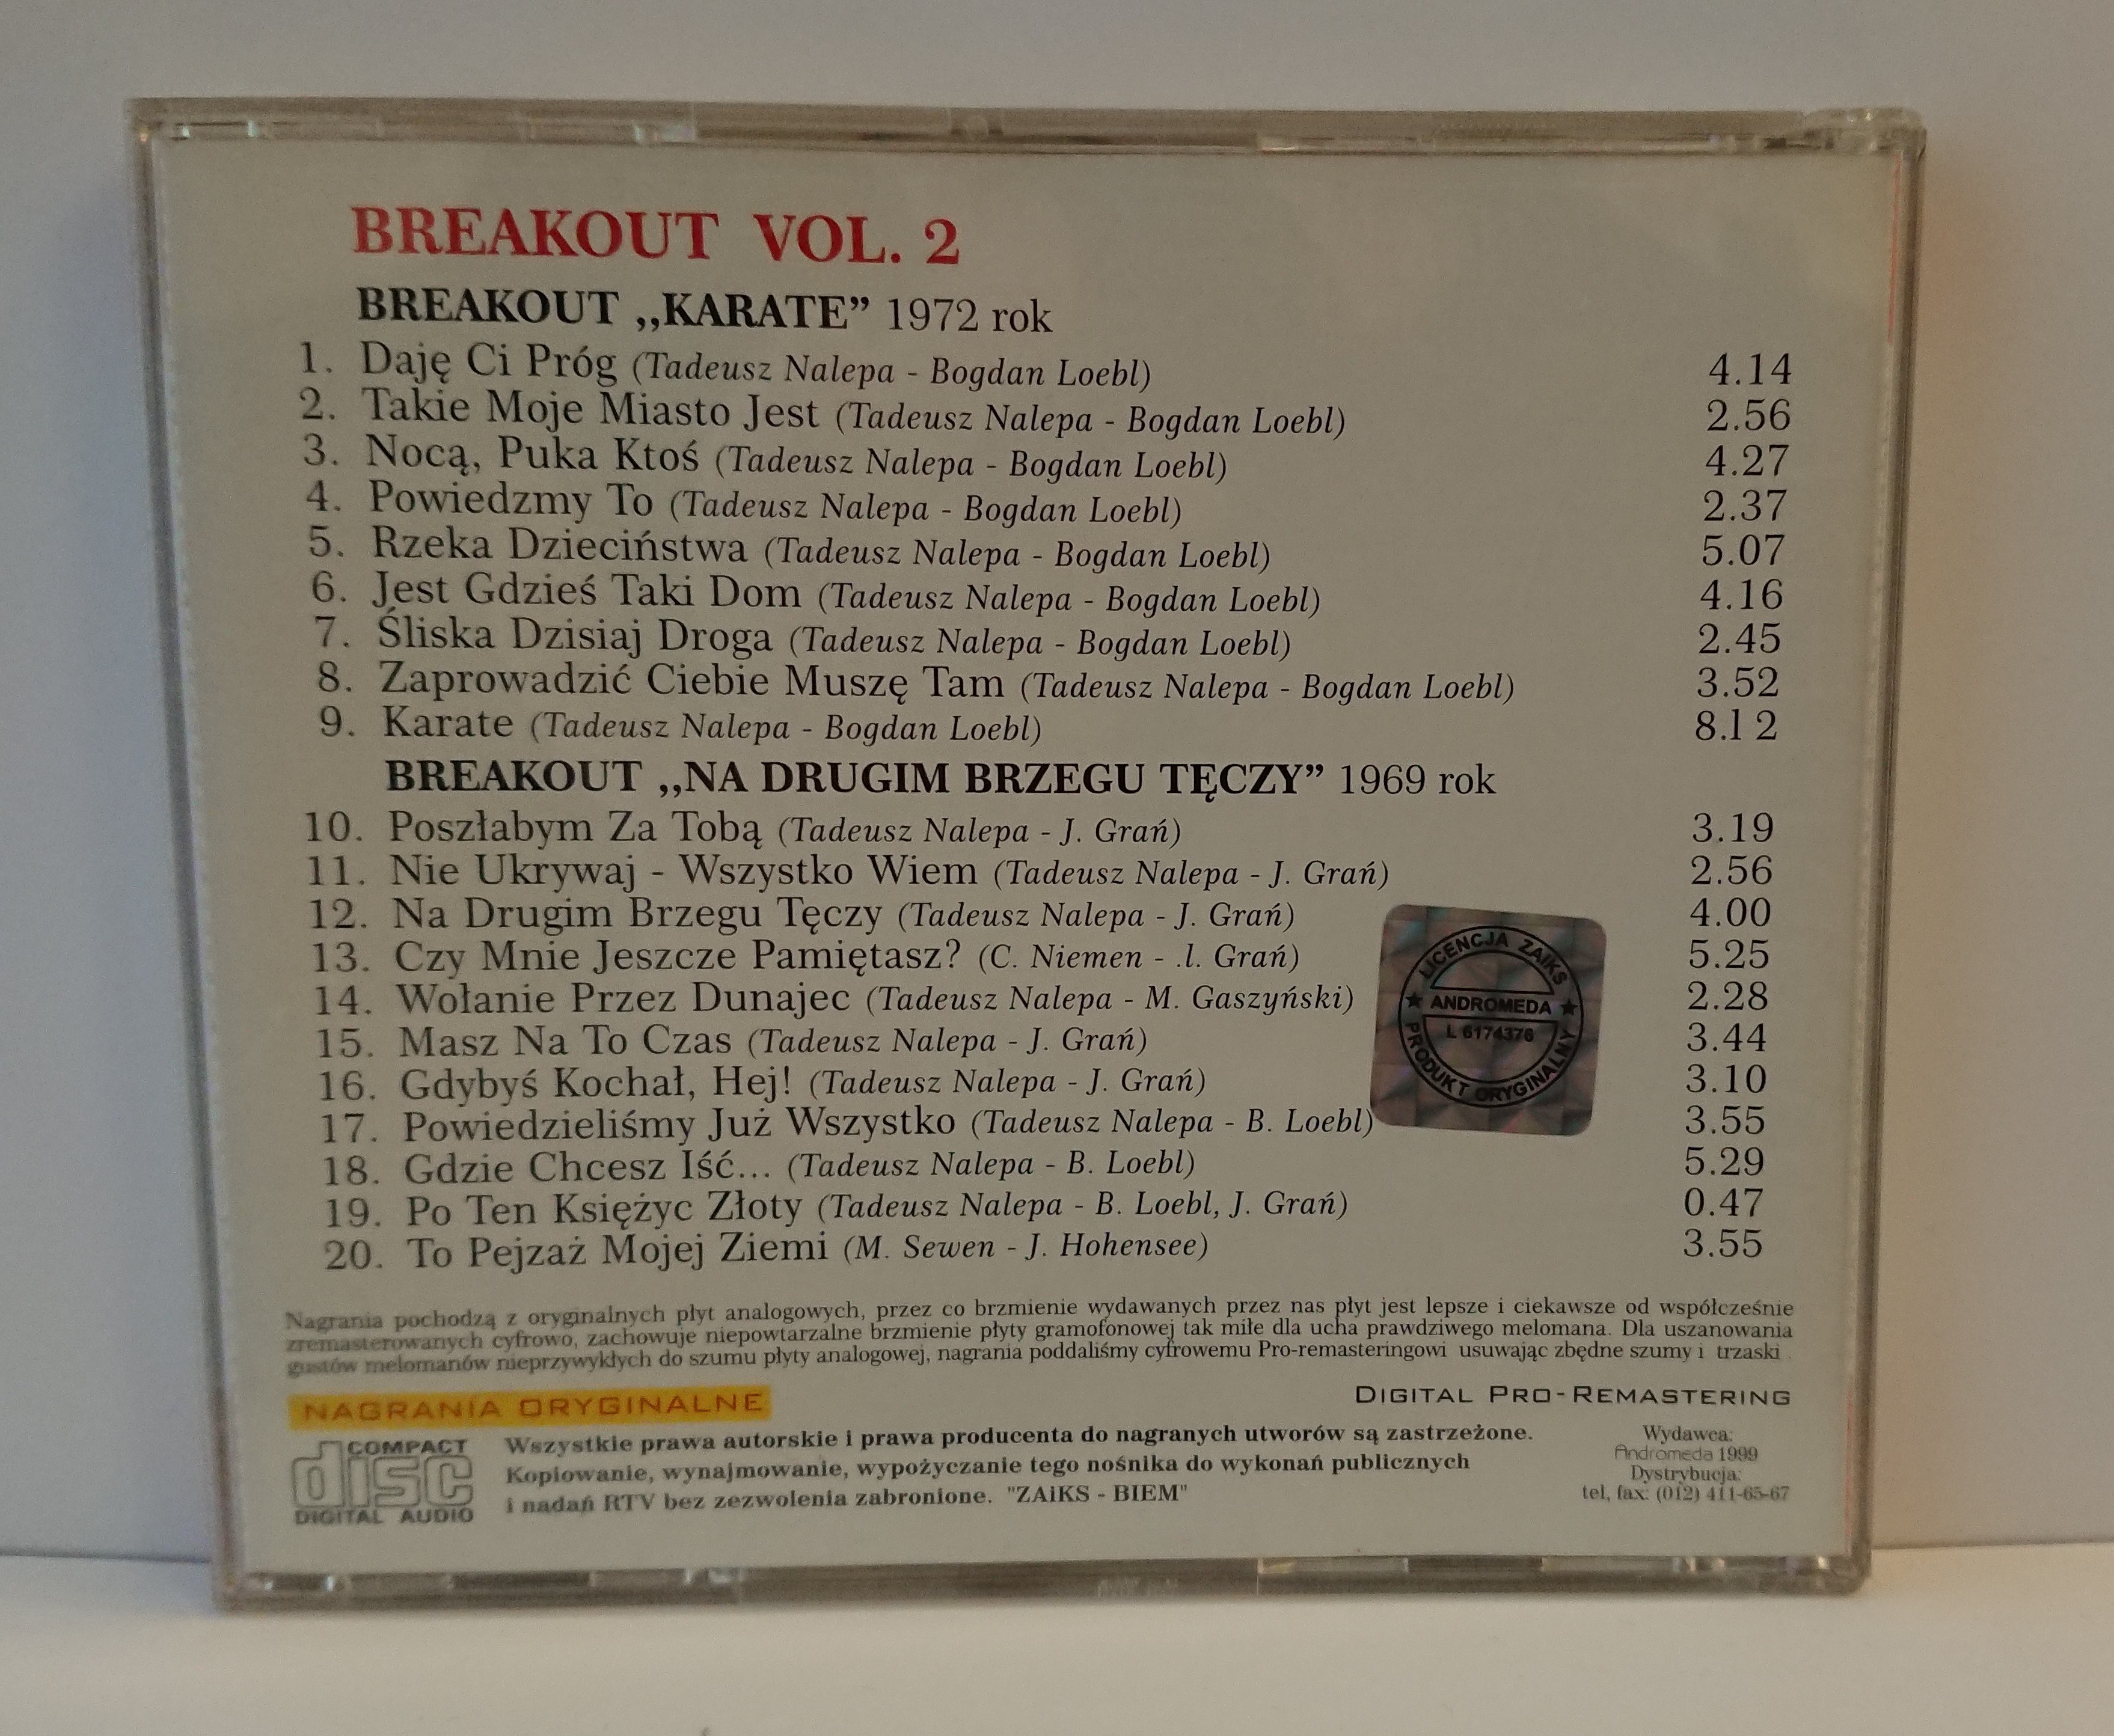 BREAKOUT VOL. 2
BREAKOUT ,,KARATE” 1972 rok
1. Daję Ci Próg (Tadeusz Nalepa - Bogdan Loebl) 4.14
2. Takie Moje Miasto Jest (Tadeusz Nalepa - Bogdan Loebl) 2.56
3. Nocą, Puka Ktoś (Tadeusz Nalepa - Bogdan Loebl) 4.27
4. Powiedzmy To (Tadeusz Nalepa - Bogdan Loebl) 2.37
5. Rzeka Dzieciństwa (Tadeusz Nalepa - Bogdan Loebl) 5.07
6. Jest Gdzieś Taki Dom (Tadeusz Nalepa - Bogdan Loebl) 4.16
7. Śliska Dzisiaj Droga (Tadeusz Nalepa - Bogdan Loebl) 2.45
8. Zaprowadzić Ciebie Muszę Tam (Tadeusz Nalepa - Bogdan Loebl) 3.52
9. Karate (Tadeusz Nalepa - Bogdan Loebl) 8.l 2
BREAKOUT ,,NA DRUGIM BRZEGU TĘCZY” 1969 rok
10. Poszłabym Za Tobą (Tadeusz Nalepa - J. Grań) 3.19
11. Nie Ukrywaj - Wszystko Wiem (Tadeusz Nalepa - J. Grań) 2.56
12. Na Drugim Brzegu Tęczy (Tadeusz Nalepa - J. Grań) 4.00
13. Czy Mnie Jeszcze Pamiętasz? (C. Niemen - .l. Grań) 5.25
14. Wołanie Przez Dunajec (Tadeusz Nalepa - M. Gaszyński) 2.28
15. Masz Na To Czas (Tadeusz Nalepa - J. Grań) 3.44
16. Gdybyś Kochał, Hej! (Tadeusz Nalepa - J. Grań) 3.10
17. Powiedzieliśmy Już Wszystko (Tadeusz Nalepa - B. Loebl) 3.55
18. Gdzie Chcesz Iść... (Tadeusz Nalepa - B. Loebl) 5.29
19. Po Ten Księżyc Złoty (Tadeusz Nalepa - B. Loebl, J. Grań) 0.47
20. To Pejzaż Mojej Ziemi (M. Sewen - J. Hohensee) 3.55
LICENCJA ZAIKS
ANDROMEDA
L 6174376
PRODUKT ORYGINALNY
Nagrania pochodzą z oryginalnych płyt analogowych, przez co brzmienie wydawanych przez nas płyt jest lepsze i ciekawsze od współcześnie
zremasterowanych cyfrowo, zachowuje niepowtarzalne brzmienie płyty gramofonowej tak miłe dla ucha prawdziwego melomana. Dla uszanowania
gustów melomanów nieprzywykłych do szumu płyty analogowej, nagrania poddaliśmy cyfrowemu Pro-remasteringowi usuwając zbędne szumy i trzaski .
NAGRANIA ORYGINALNE
DIGITAL PRO-REMASTERING
COMPACT
disc
DIGITAL AUDIO
Wszystkie prawa autorskie i prawa producenta do nagranych utworów są zastrzeżone.
Kopiowanie, wynajmowanie, wypożyczanie tego nośnika do wykonań publicznych
i nadań RTV bez zezwolenia zabronione. "ZAiKS - BIEM"
Wydawca:
Andromeda 1999
Dystrybucja:
tel, fax: (012) 411-65-67